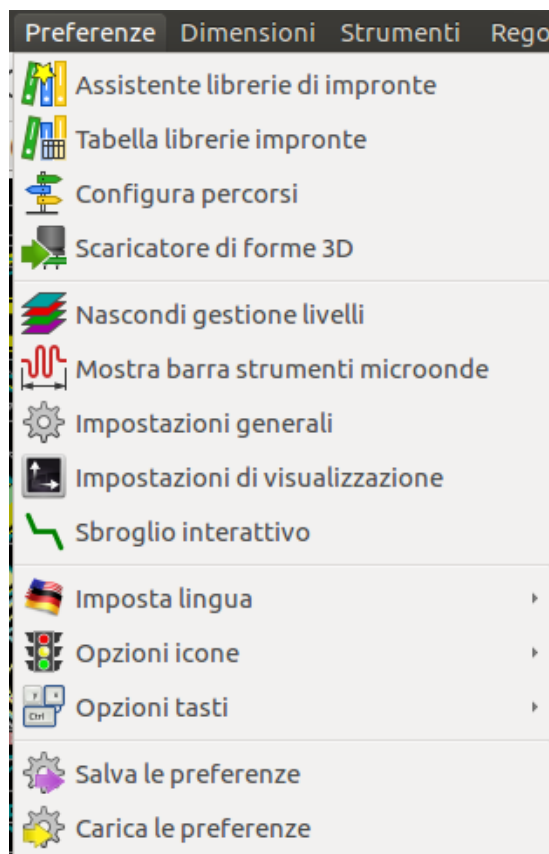 Preferenze Dimensioni Strumenti Rego
Assistente librerie di impronte
Tabella librerie impronte
Configura percorsi
Scaricatore di forme 3D
Nascondi gestione livelli
Mostra barra strumenti microonde
Impostazioni generali
Impostazioni di visualizzazione
Sbroglio interattivo
Imposta lingua
Opzioni icone
Opzioni tasti
Salva le preferenze
Carica le preferenze